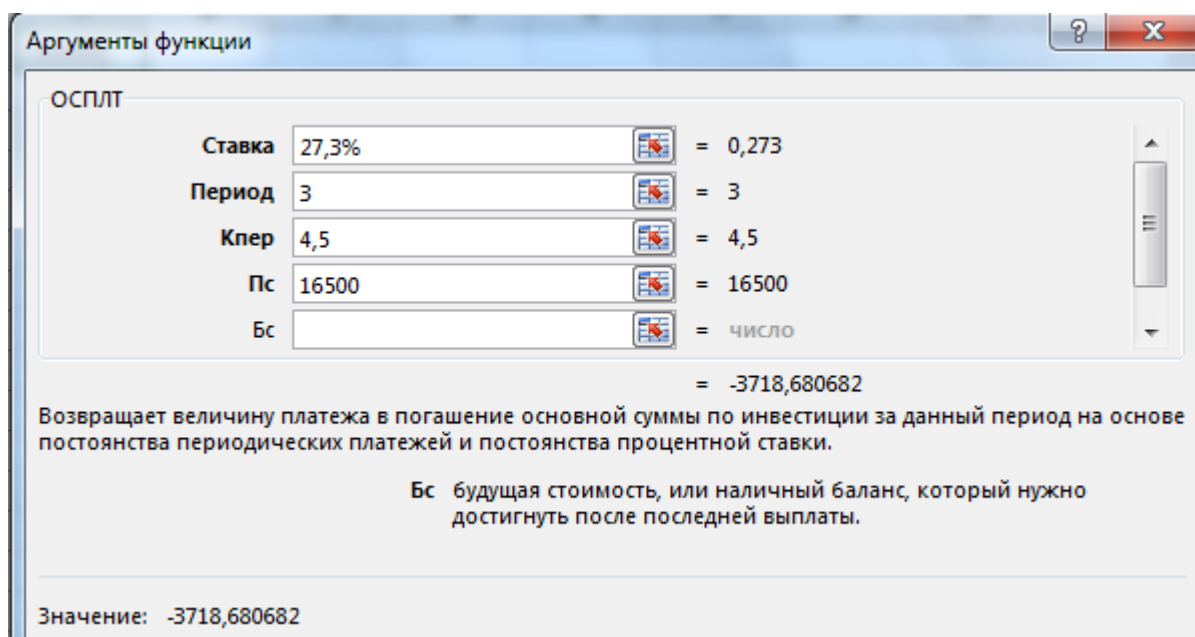 Аргументы функции
?
x
ОСПЛТ
Ставка 27,3% = 0,273
Период 3 = 3
Кпер 4,5 = 4,5
Пс 16500 = 16500
Бс = число
= -3718,680682
Возвращает величину платежа в погашение основной суммы по инвестиции за данный период на основе
постоянства периодических платежей и постоянства процентной ставки.
Бс будущая стоимость, или наличный баланс, который нужно
достигнуть после последней выплаты.
Значение: -3718,680682